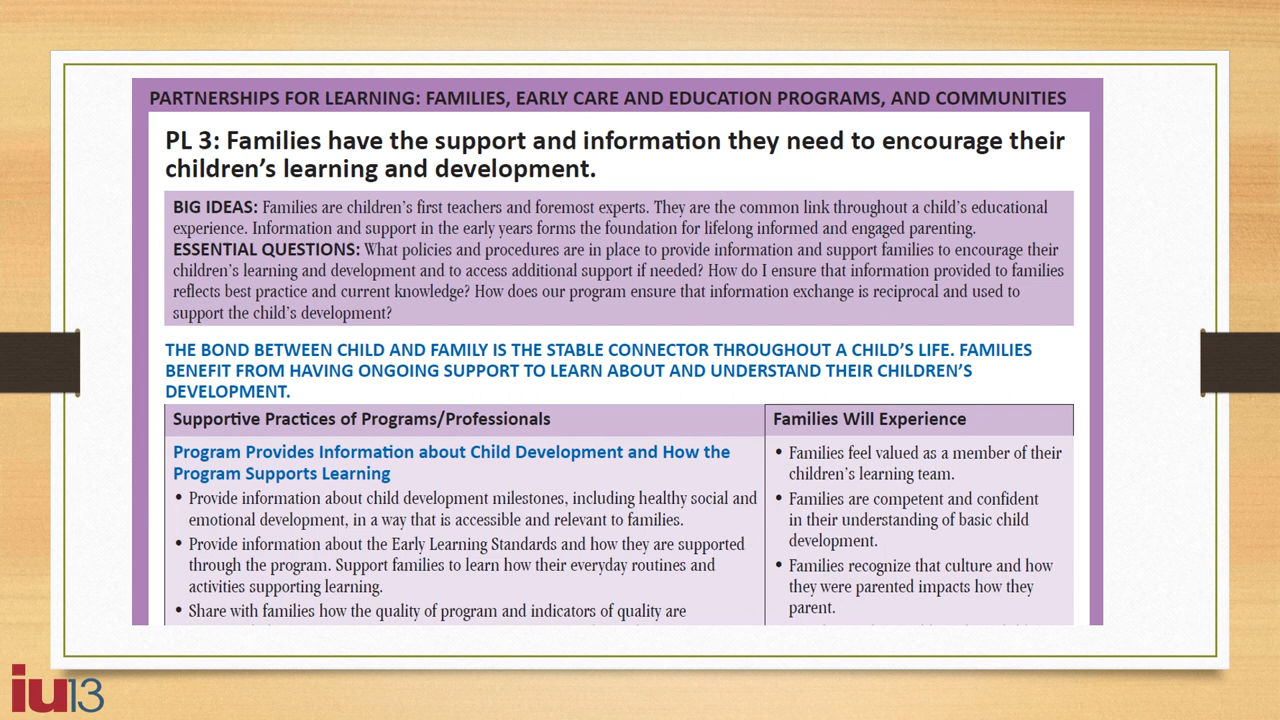 PARTNERSHIPS FOR LEARNING: FAMILIES, EARLY CARE AND EDUCATION PROGRAMS, AND COMMUNITIES
PL 3: Families have the support and information they need to encourage their
children’s learning and development.
BIG IDEAS: Families are children’s first teachers and foremost experts. They are the common link throughout a child’s educational
experience. Information and support in the early years forms the foundation for lifelong informed and engaged parenting.
ESSENTIAL QUESTIONS: What policies and procedures are in place to provide information and support families to encourage their
children’s learning and development and to access additional support if needed? How do I ensure that information provided to families
reflects best practice and current knowledge? How does our program ensure that information exchange is reciprocal and used to
support the child’s development?
THE BOND BETWEEN CHILD AND FAMILY IS THE STABLE CONNECTOR THROUGHOUT A CHILD’S LIFE. FAMILIES
BENEFIT FROM HAVING ONGOING SUPPORT TO LEARN ABOUT AND UNDERSTAND THEIR CHILDREN’S
DEVELOPMENT.
Supportive Practices of Programs/Professionals
Program Provides Information about Child Development and How the
Program Supports Learning
• Provide information about child development milestones, including healthy social and
emotional development, in a way that is accessible and relevant to families.
• Provide information about the Early Learning Standards and how they are supported
through the program. Support families to learn how their everyday routines and
activities supporting learning.
• Share with families how the quality of program and indicators of quality are
Families Will Experience
• Families feel valued as a member of their
children’s learning team.
• Families are competent and confident
in their understanding of basic child
development.
• Families recognize that culture and how
they were parented impacts how they
parent.
iu13